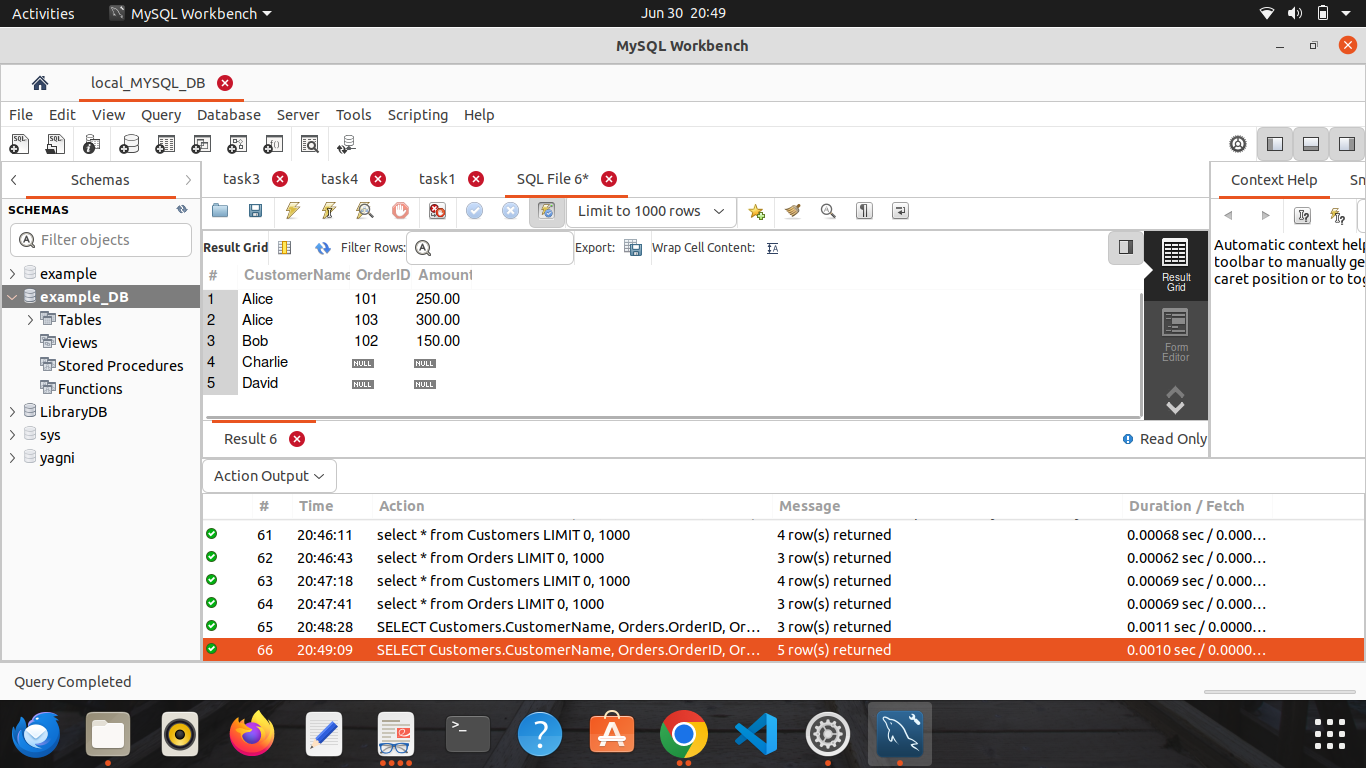 Activities MySQL Workbench Jun 30 20:49
MySQL Workbench
local_MYSQL_DB
File Edit View Query Database Server Tools Scripting Help
Schemas
task3 task4 task1 SQL File 6*
Context Help Sn
SCHEMAS
Limit to 1000 rows
Filter objects
Result Grid Filter Rows: Export: Wrap Cell Content:
Automatic context help
toolbar to manually ge
caret position or to tog
example
example_DB
Tables
Views
Stored Procedures
Functions
LibraryDB
sys
yagni
# CustomerName OrderID Amount
1 Alice 101 250.00
2 Alice 103 300.00
3 Bob 102 150.00
4 Charlie NULL NULL
5 David NULL NULL
Result
Grid
Form
Editor
Result 6 Read Only
Action Output
# Time Action Message Duration / Fetch
61 20:46:11 select * from Customers LIMIT 0, 1000 4 row(s) returned 0.00068 sec / 0.000...
62 20:46:43 select * from Orders LIMIT 0, 1000 3 row(s) returned 0.00062 sec / 0.000...
63 20:47:18 select * from Customers LIMIT 0, 1000 4 row(s) returned 0.00069 sec / 0.000...
64 20:47:41 select * from Orders LIMIT 0, 1000 3 row(s) returned 0.00069 sec / 0.000...
65 20:48:28 SELECT Customers.CustomerName, Orders.OrderID, Or... 3 row(s) returned 0.0011 sec / 0.0000...
66 20:49:09 SELECT Customers.CustomerName, Orders.OrderID, Or... 5 row(s) returned 0.0010 sec / 0.0000...
Query Completed